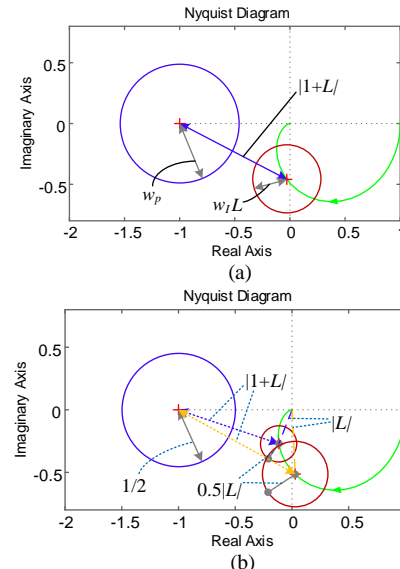 Nyquist Diagram
Imaginary Axis
0.5
0
-0.5
-2
-1.5
-1
-0.5
0
0.5
1
Real Axis
|1+L|
w_p
w_I L
(a)
Nyquist Diagram
Imaginary Axis
0.5
0
-0.5
-2
-1.5
-1
-0.5
0
0.5
1
Real Axis
|1+L|
|L|
1/2
0.5|L|
(b)